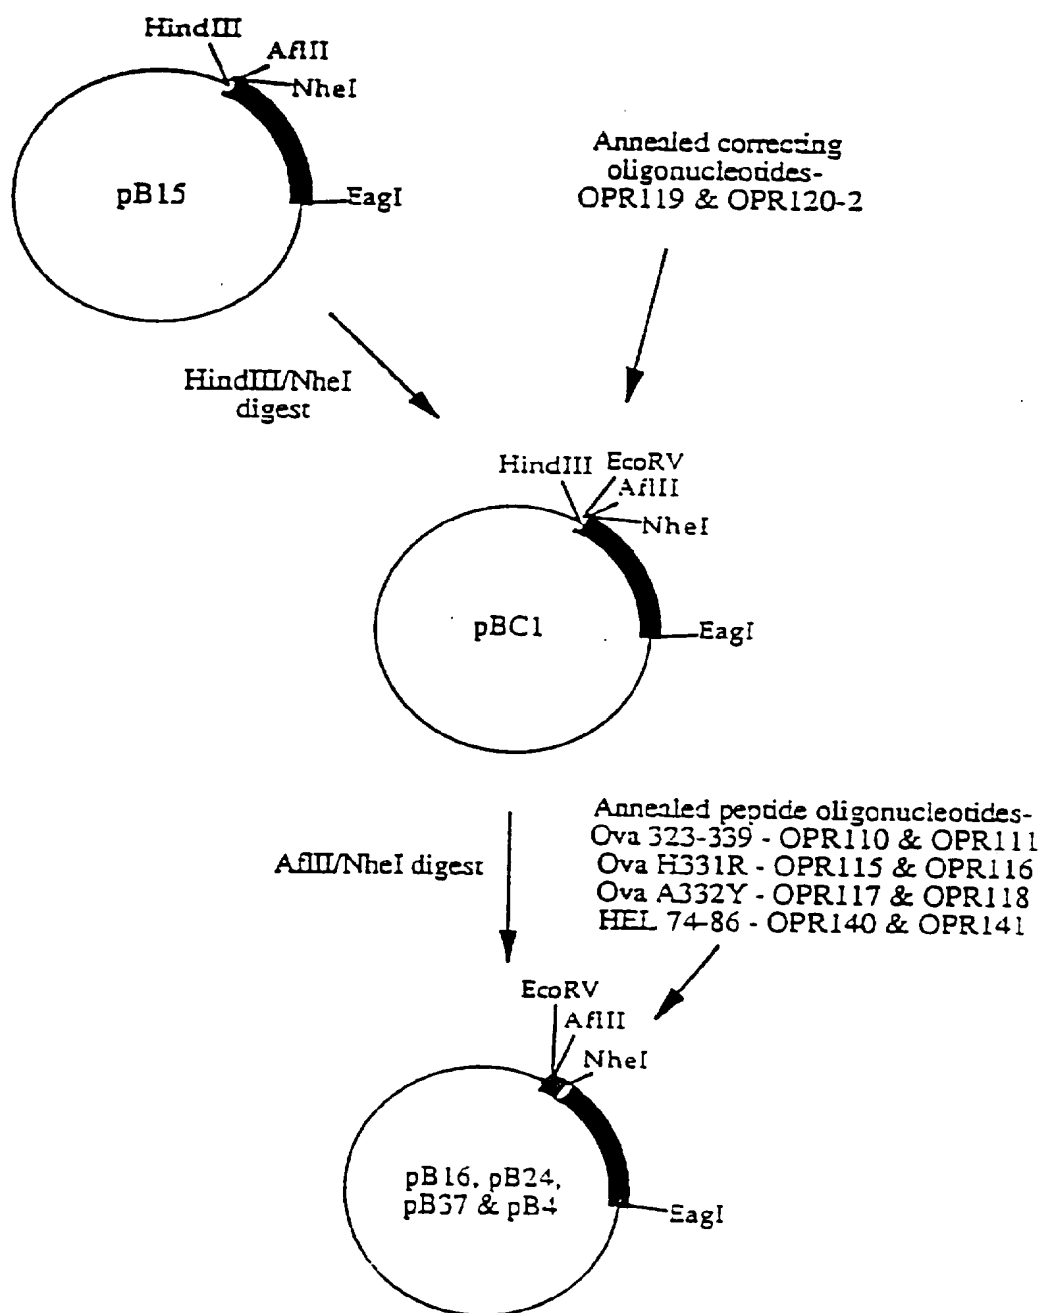 HindIII
AflII
NheI
pB15
EagI
Annealed correcting
oligonucleotides-
OPR119 & OPR120-2
HindIII/NheI
digest
HindIII
EcoRV
AflII
NheI
pBC1
EagI
AflII/NheI digest
Annealed peptide oligonucleotides-
Ova 323-339 - OPR110 & OPR111
Ova H331R - OPR115 & OPR116
Ova A332Y - OPR117 & OPR118
HEL 74-86 - OPR140 & OPR141
EcoRV
AflII
NheI
pB16, pB24,
pB37 & pB4
EagI